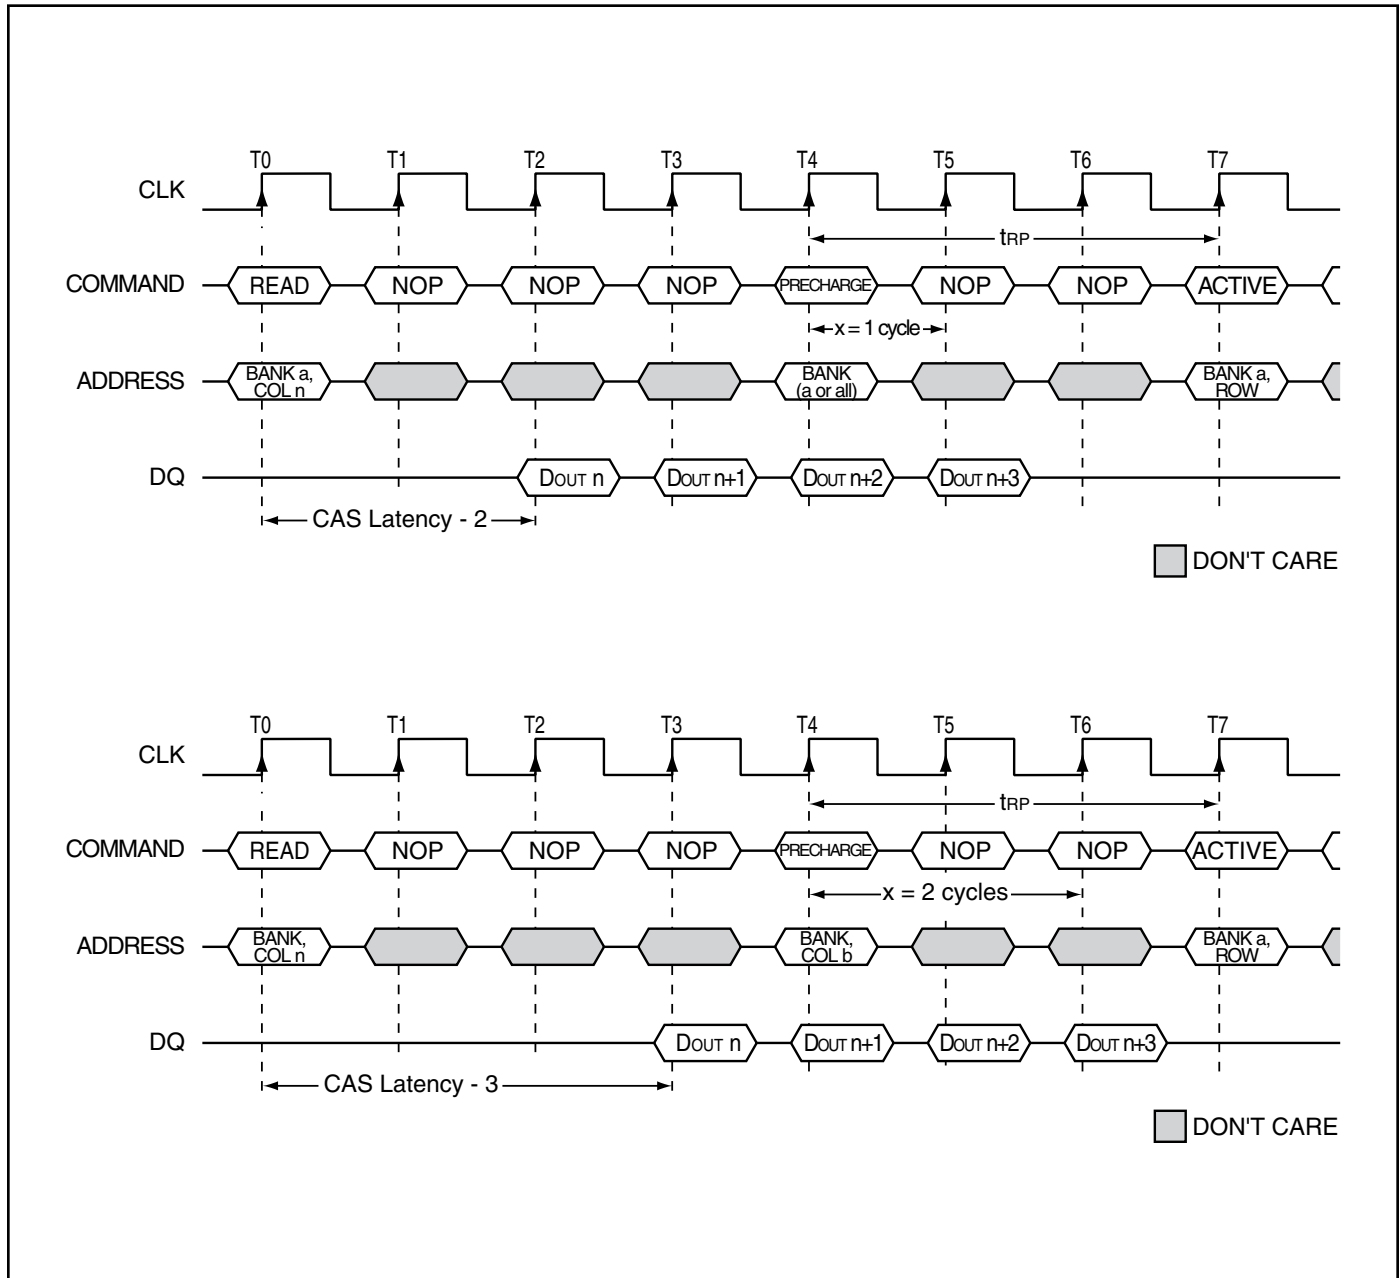 T0 T1 T2 T3 T4 T5 T6 T7
CLK
tRP
COMMAND READ NOP NOP NOP PRECHARGE NOP NOP ACTIVE
x = 1 cycle
ADDRESS BANK a, COL n BANK (a or all) BANK a, ROW
DQ DOUT n DOUT n+1 DOUT n+2 DOUT n+3
CAS Latency - 2
DON'T CARE
T0 T1 T2 T3 T4 T5 T6 T7
CLK
tRP
COMMAND READ NOP NOP NOP PRECHARGE NOP NOP ACTIVE
x = 2 cycles
ADDRESS BANK, COL n BANK, COL b BANK a, ROW
DQ DOUT n DOUT n+1 DOUT n+2 DOUT n+3
CAS Latency - 3
DON'T CARE